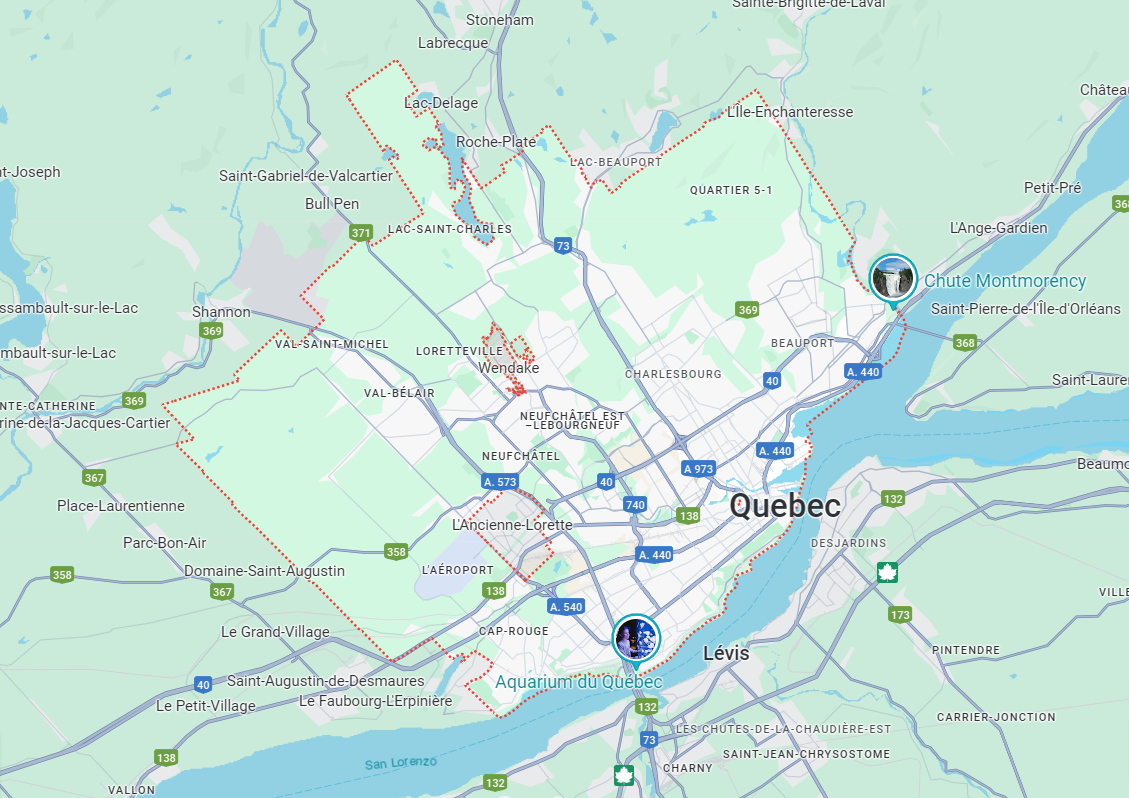 Sainte-Brigitte-de-Laval
Stoneham
Labrecque
Château
Lac-Delage
L'Île-Enchanteresse
Roche-Plate
LAC-BEAUPORT
nt-Joseph
Saint-Gabriel-de-Valcartier
QUARTIER 5-1
Petit-Pré
Bull Pen
368
371
LAC-SAINT-CHARLES
L'Ange-Gardien
73
Chute Montmorency
ssambault-sur-le-Lac
Shannon
369
Saint-Pierre-de-l'Île-d'Orléans
369
VAL-SAINT-MICHEL
BEAUPORT
368
mbault-sur-le-Lac
LORETTEVILLE
Wendake
CHARLESBOURG
A. 440
40
Saint-Lauren
VAL-BÉLAIR
369
NTE-CATHERINE
rine-de-la-Jacques-Cartier
NEUFCHÂTEL EST
–LEBOURGNEUF
NEUFCHÂTEL
A. 440
Beaumo
A 973
367
A. 573
40
132
Place-Laurentienne
740
Quebec
138
L'Ancienne-Lorette
Parc-Bon-Air
358
A. 440
DESJARDINS
358
Domaine-Saint-Augustin
L'AÉROPORT
367
138
VILLE
A. 540
173
Le Grand-Village
CAP-ROUGE
PINTENDRE
Lévis
40
Saint-Augustin-de-Desmaures
Aquarium du Québec
Le Petit-Village
Le Faubourg-L'Erpinière
132
CARRIER-JONCTION
LES CHUTES-DE-LA-CHAUDIÈRE-EST
73
138
San Lorenzo
SAINT-JEAN-CHRYSOSTOME
CHARNY
132
VALLON